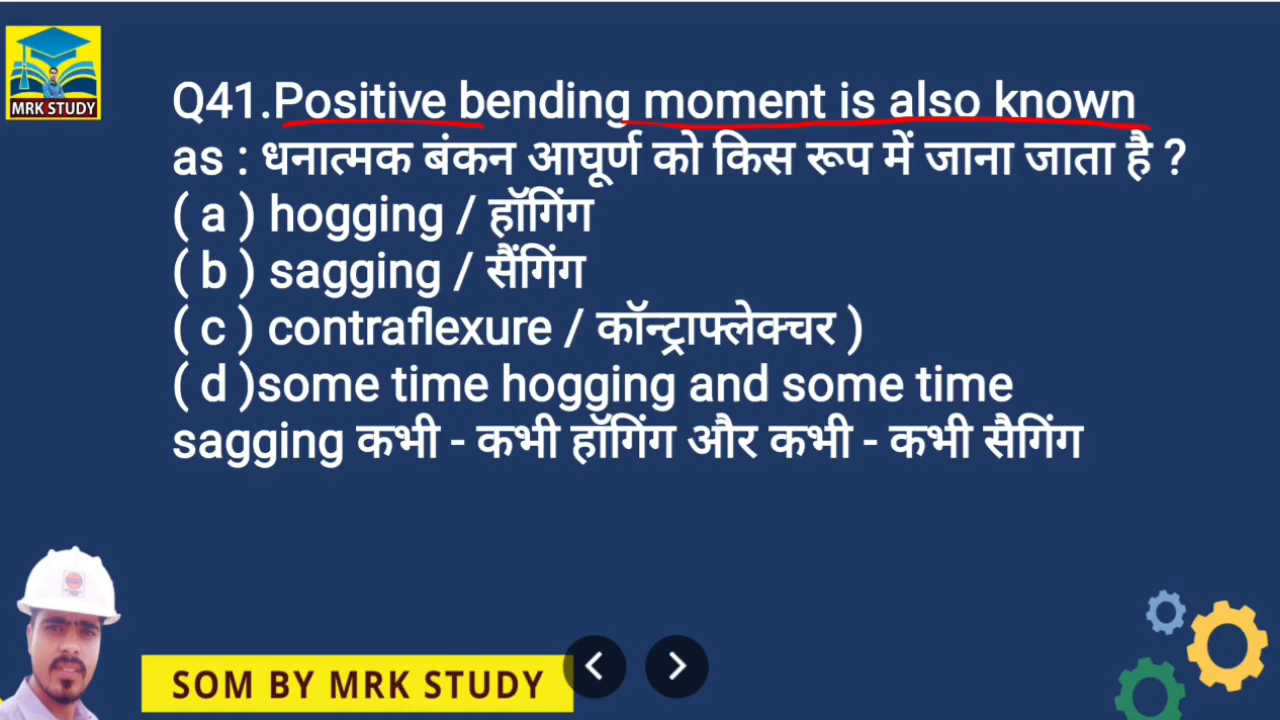 MRK STUDY
Q41.Positive bending moment is also known
as : धनात्मक बंकन आघूर्ण को किस रूप में जाना जाता है ?
( a ) hogging / हॉगिंग
( b ) sagging / सैंगिंग
( c ) contraflexure / कॉन्ट्राफ्लेक्चर )
( d )some time hogging and some time
sagging कभी - कभी हॉगिंग और कभी - कभी सैगिंग
SOM BY MRK STUDY